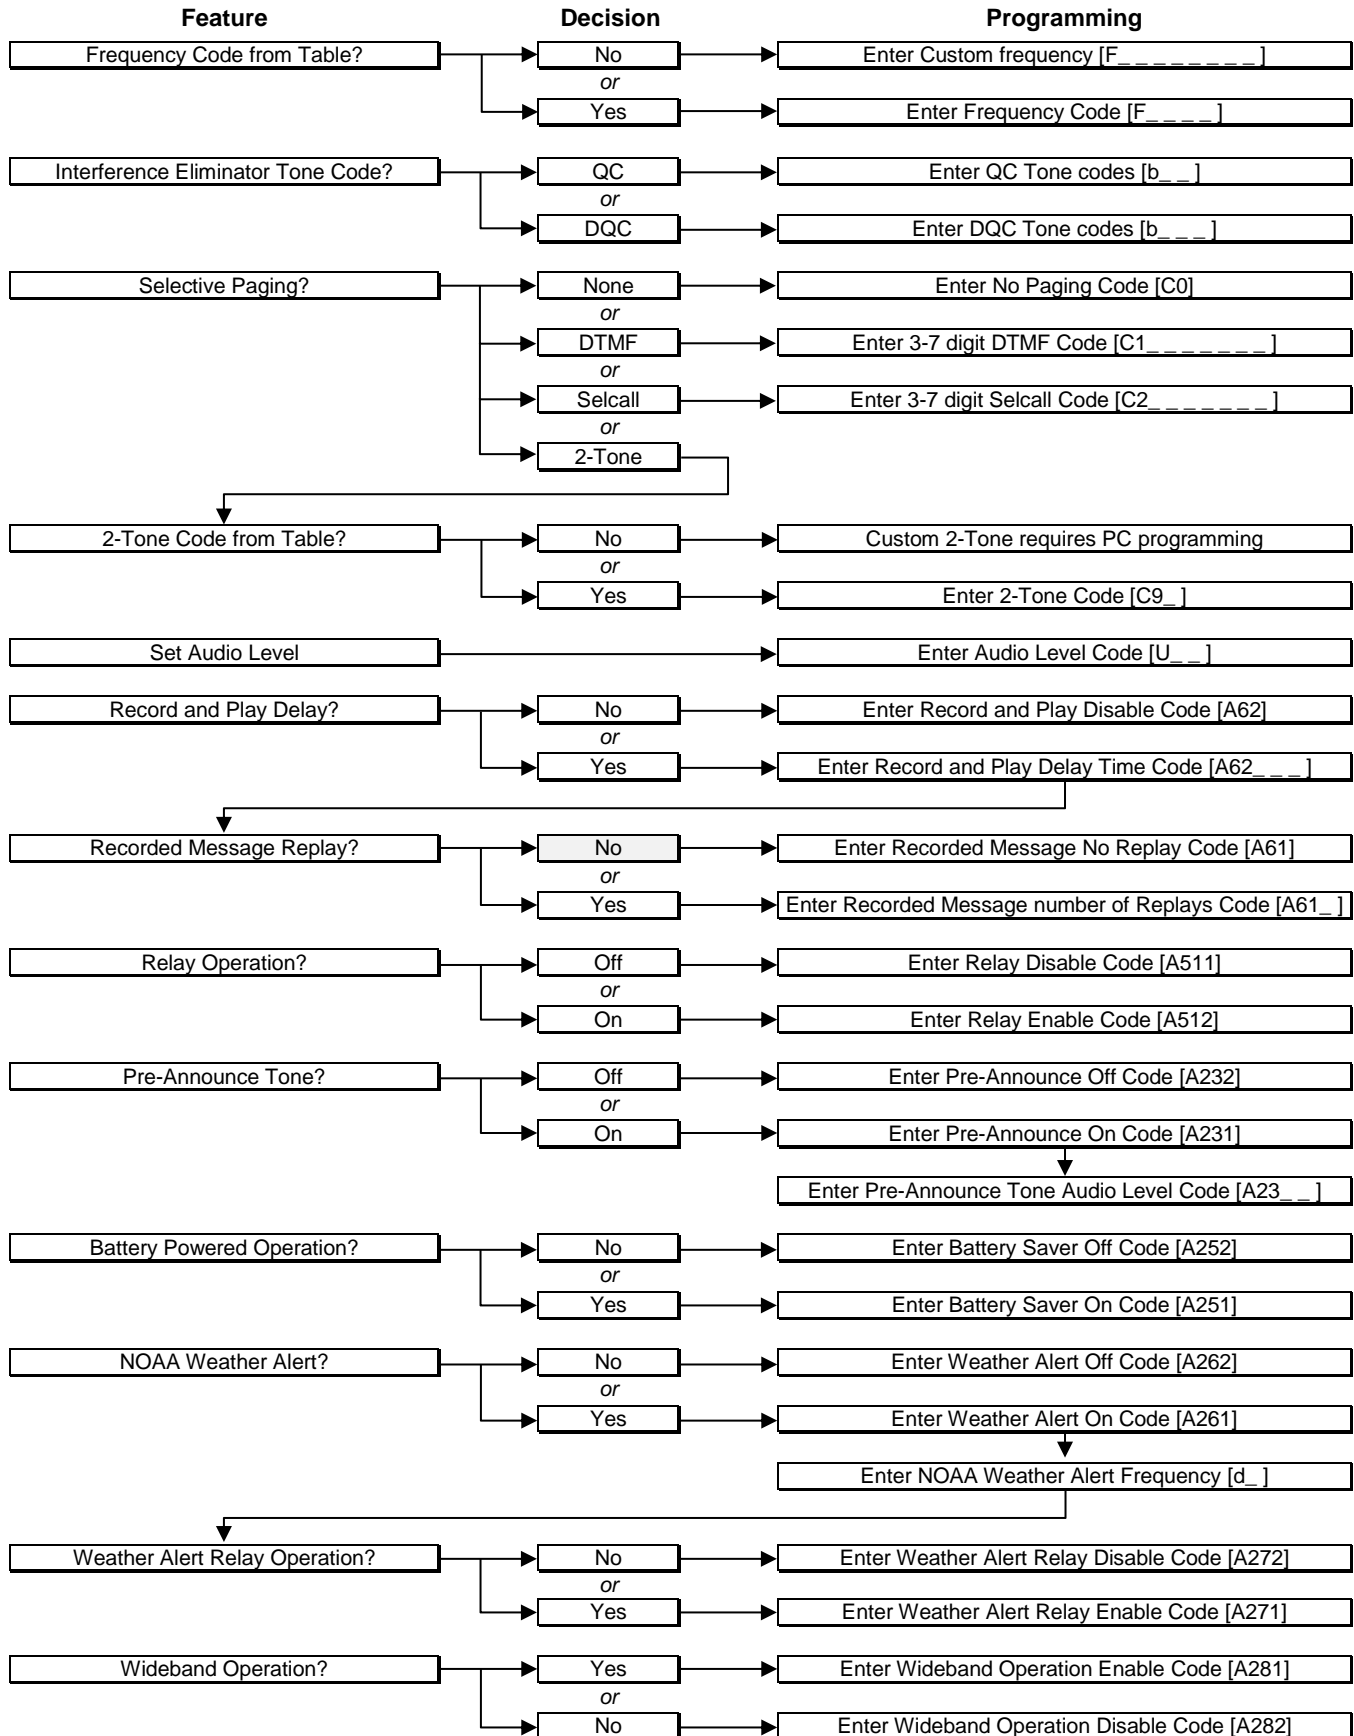 Feature Decision Programming
Frequency Code from Table? No Enter Custom frequency [F_ _ _ _ _ _ _ _ ]
or
Yes Enter Frequency Code [F_ _ _ _ ]
Interference Eliminator Tone Code? QC Enter QC Tone codes [b_ _ ]
or
DQC Enter DQC Tone codes [b_ _ _ ]
Selective Paging? None Enter No Paging Code [C0]
or
DTMF Enter 3-7 digit DTMF Code [C1_ _ _ _ _ _ _ ]
or
Selcall Enter 3-7 digit Selcall Code [C2_ _ _ _ _ _ _ ]
or
2-Tone
2-Tone Code from Table? No Custom 2-Tone requires PC programming
or
Yes Enter 2-Tone Code [C9_ ]
Set Audio Level Enter Audio Level Code [U_ _ ]
Record and Play Delay? No Enter Record and Play Disable Code [A62]
or
Yes Enter Record and Play Delay Time Code [A62_ _ _ ]
Recorded Message Replay? No Enter Recorded Message No Replay Code [A61]
or
Yes Enter Recorded Message number of Replays Code [A61_ ]
Relay Operation? Off Enter Relay Disable Code [A511]
or
On Enter Relay Enable Code [A512]
Pre-Announce Tone? Off Enter Pre-Announce Off Code [A232]
or
On Enter Pre-Announce On Code [A231]
Enter Pre-Announce Tone Audio Level Code [A23_ _ ]
Battery Powered Operation? No Enter Battery Saver Off Code [A252]
or
Yes Enter Battery Saver On Code [A251]
NOAA Weather Alert? No Enter Weather Alert Off Code [A262]
or
Yes Enter Weather Alert On Code [A261]
Enter NOAA Weather Alert Frequency [d_ ]
Weather Alert Relay Operation? No Enter Weather Alert Relay Disable Code [A272]
or
Yes Enter Weather Alert Relay Enable Code [A271]
Wideband Operation? Yes Enter Wideband Operation Enable Code [A281]
or
No Enter Wideband Operation Disable Code [A282]